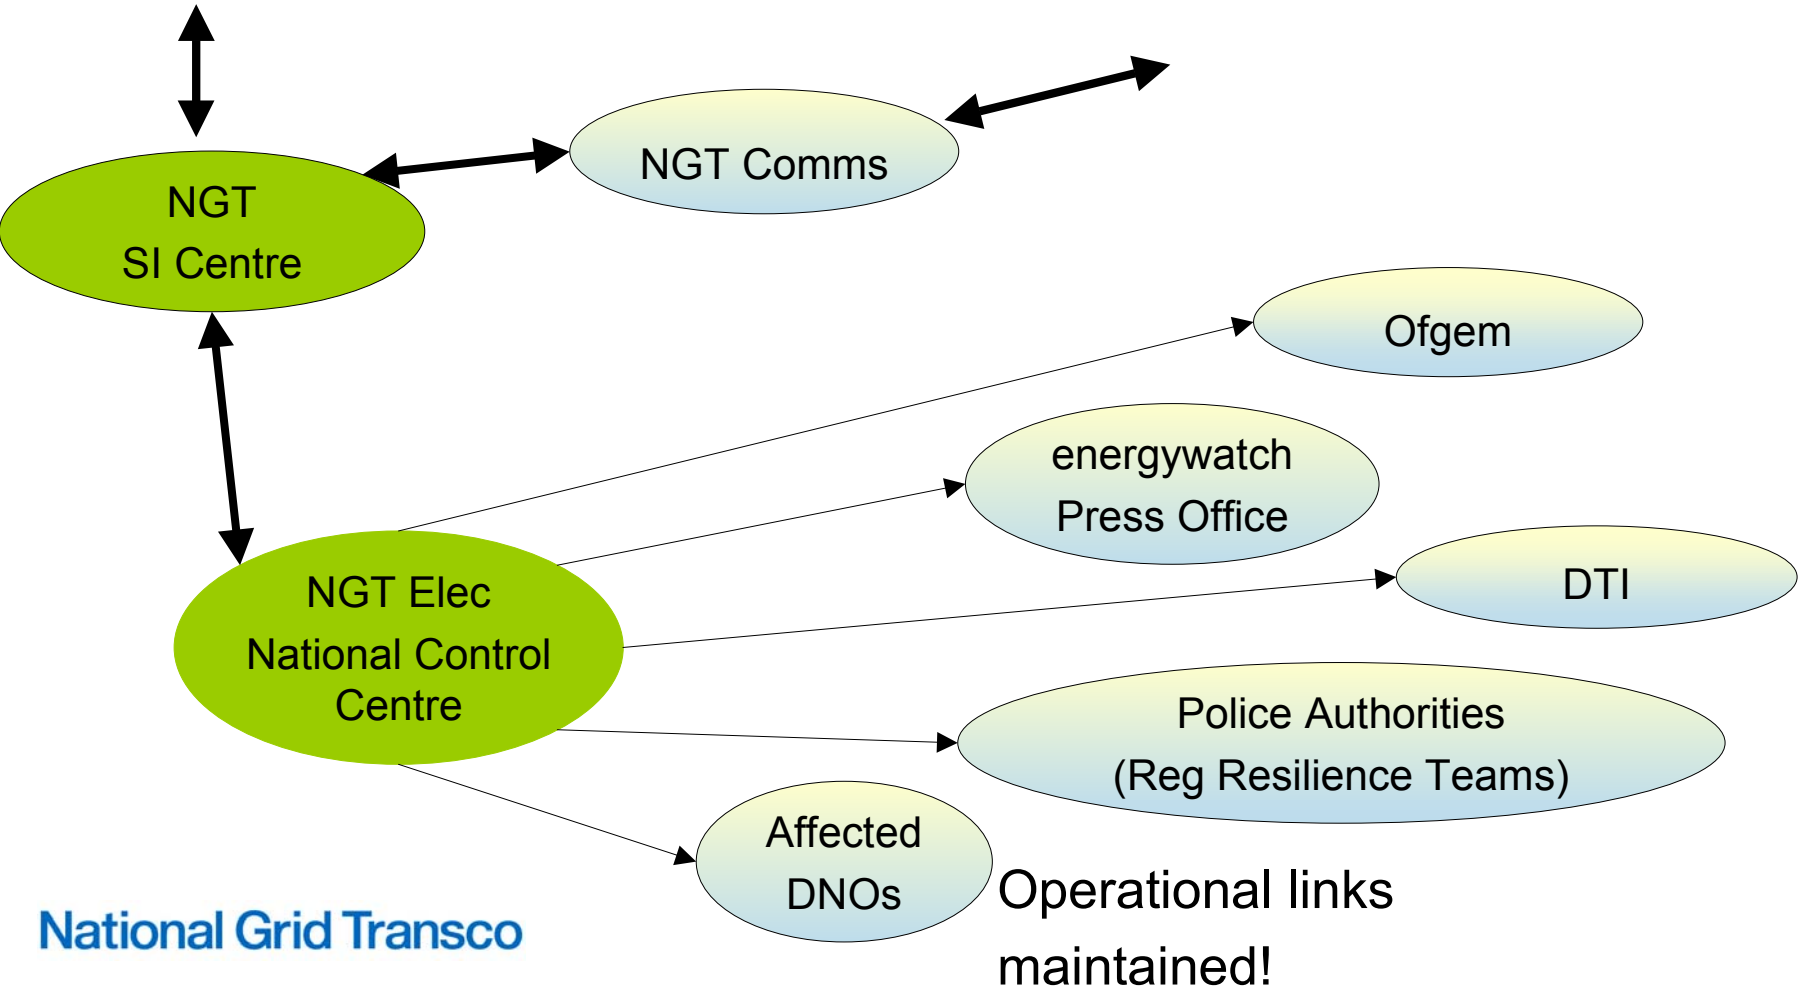 NGT Comms
NGT
SI Centre
Ofgem
energywatch
Press Office
DTI
NGT Elec
National Control
Centre
Police Authorities
(Reg Resilience Teams)
Affected
DNOs
Operational links
maintained!
National Grid Transco